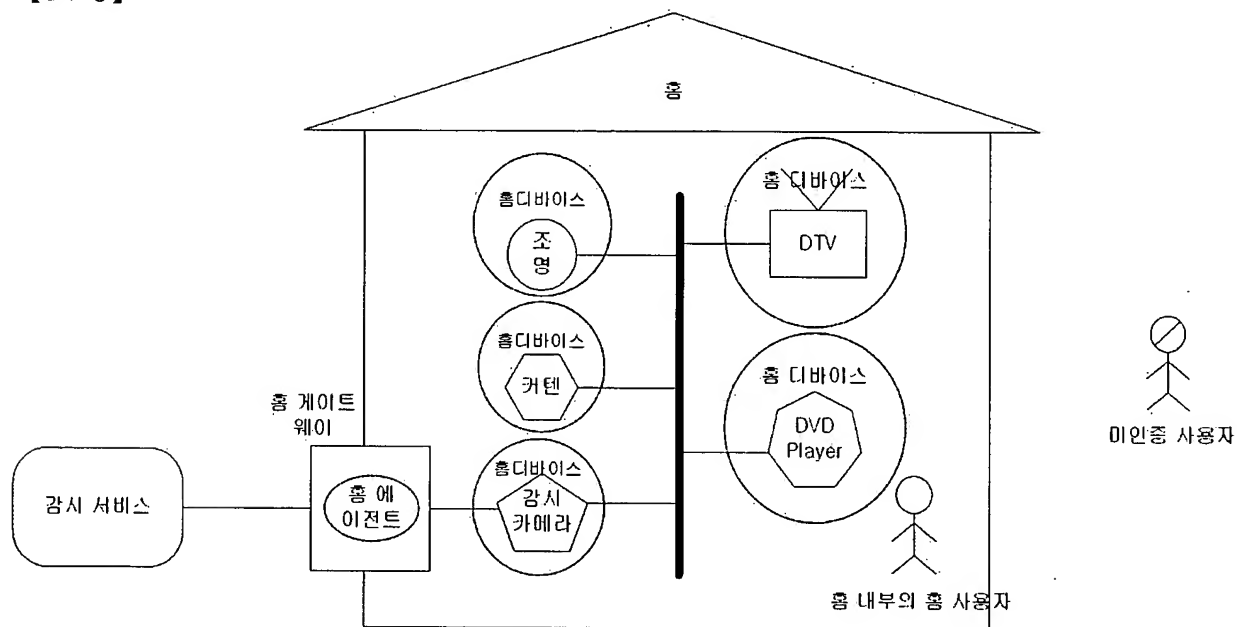 홈
홈디바이스
조
명
홈 디바이스
DTV
홈디바이스
커텐
홈 디바이스
DVD
Player
홈 게이트
웨이
홈디바이스
감시
카메라
홈 에
이전트
감시 서비스
미인증 사용자
홈 내부의 홈 사용자